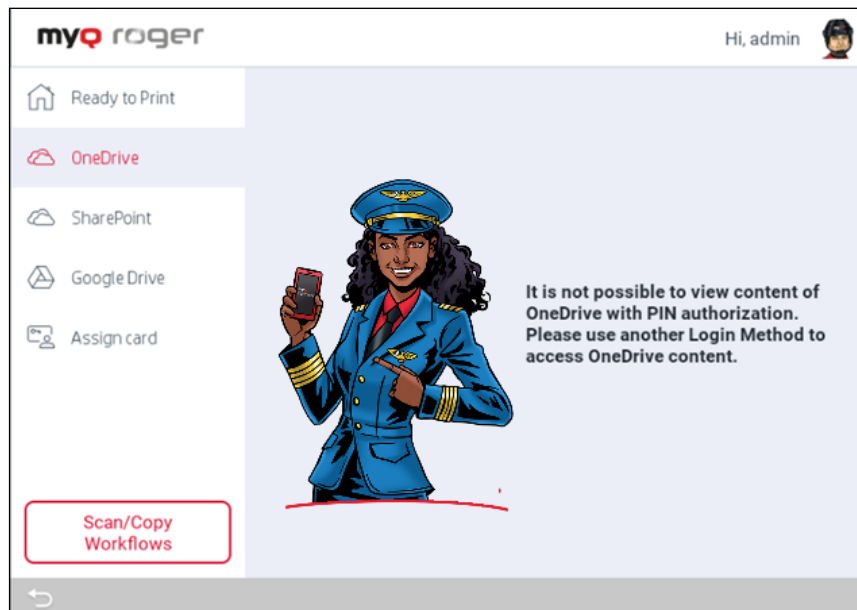 myQ roger
Hi, admin
Ready to Print
OneDrive
SharePoint
Google Drive
Assign card
It is not possible to view content of
OneDrive with PIN authorization.
Please use another Login Method to
access OneDrive content.
Scan/Copy
Workflows